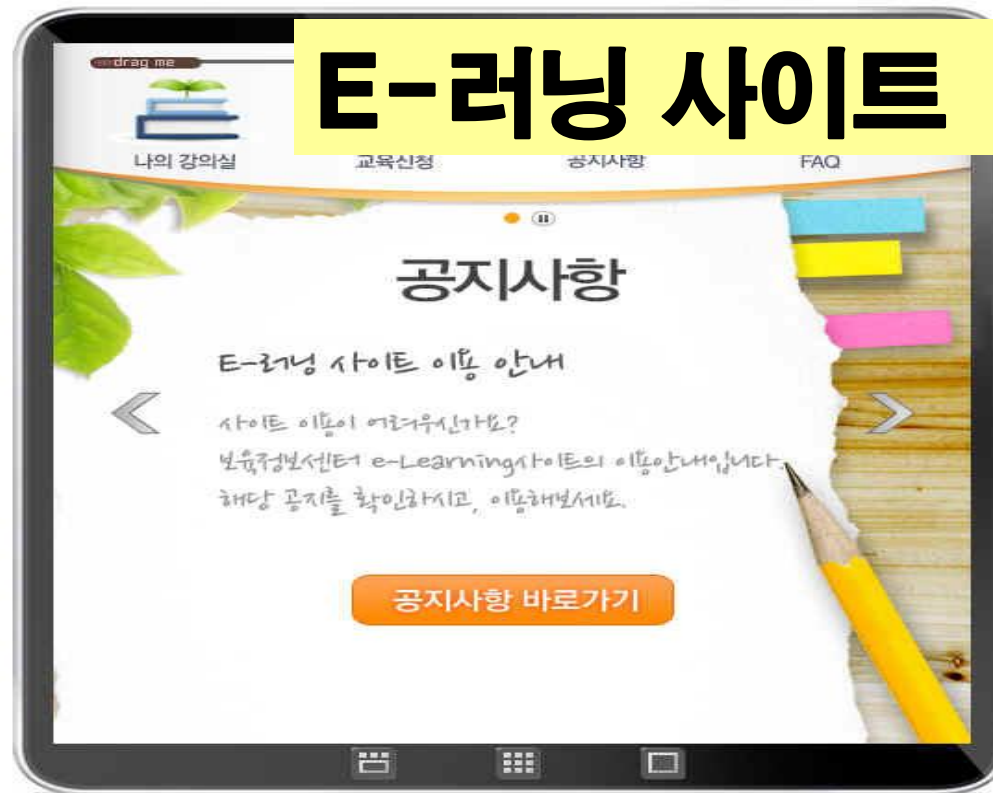 E-러닝 사이트
drag me
나의 강의실 교육신청 공지사항 FAQ
공지사항
E-러닝 사이트 이용 안내
사이트 이용이 어려우신가요?
보육정보센터 e-Learning사이트의 이용안내입니다.
해당 공지를 확인하시고, 이용해보세요.
공지사항 바로가기